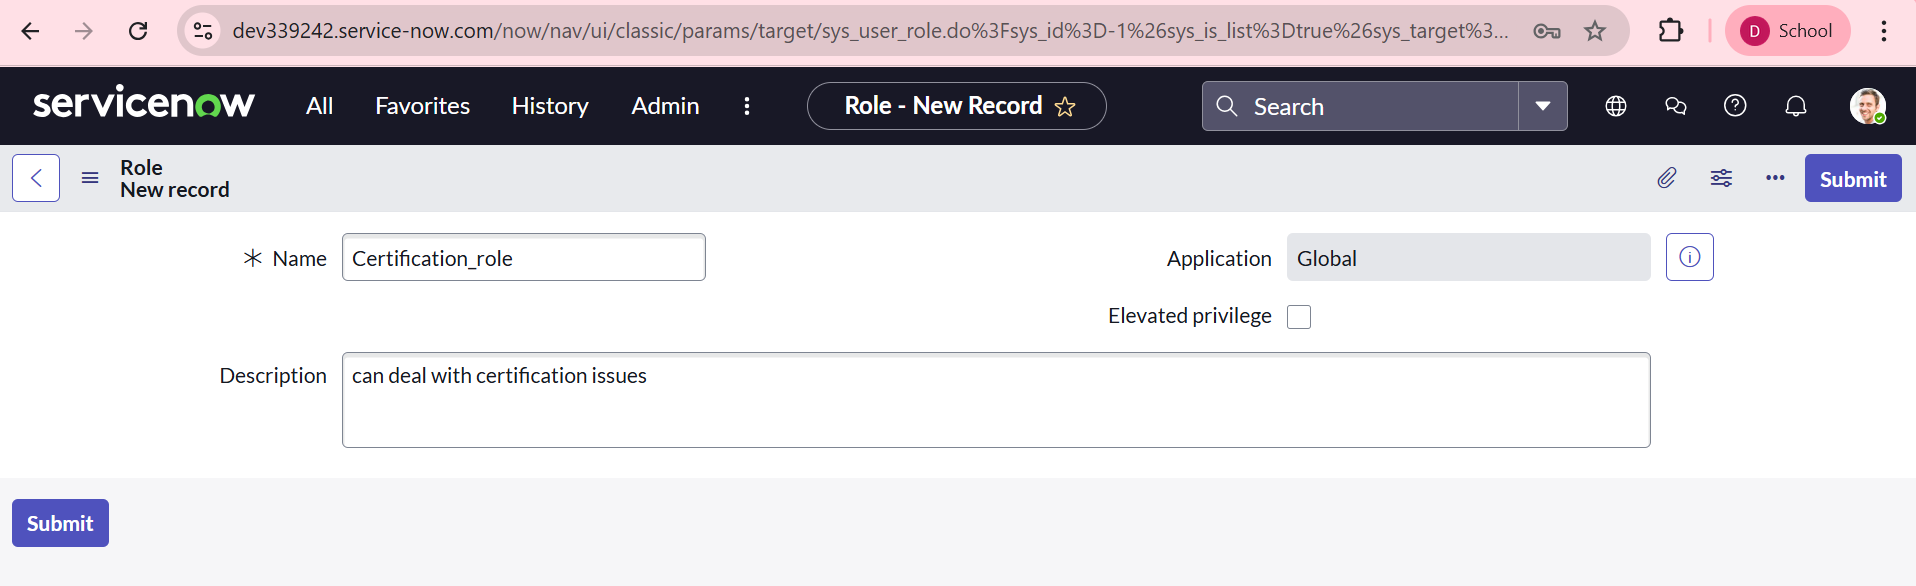 dev339242.service-now.com/now/nav/ui/classic/params/target/sys_user_role.do%3Fsys_id%3D-1%26sys_is_list%3Dtrue%26sys_target%3...
D School
servicenow All Favorites History Admin Role - New Record Search
Role
New record
Submit
* Name Certification_role Application Global
Elevated privilege
Description can deal with certification issues
Submit